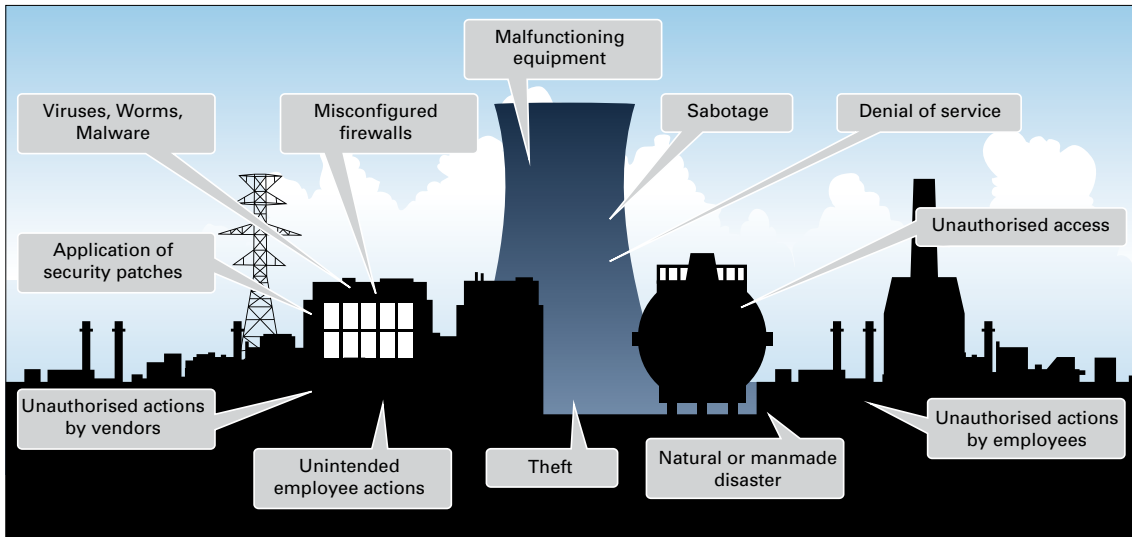 Malfunctioning
equipment
Viruses, Worms,
Malware
Misconfigured
firewalls
Sabotage
Denial of service
Unauthorised access
Application of
security patches
Unauthorised actions
by vendors
Unintended
employee actions
Theft
Natural or manmade
disaster
Unauthorised actions
by employees